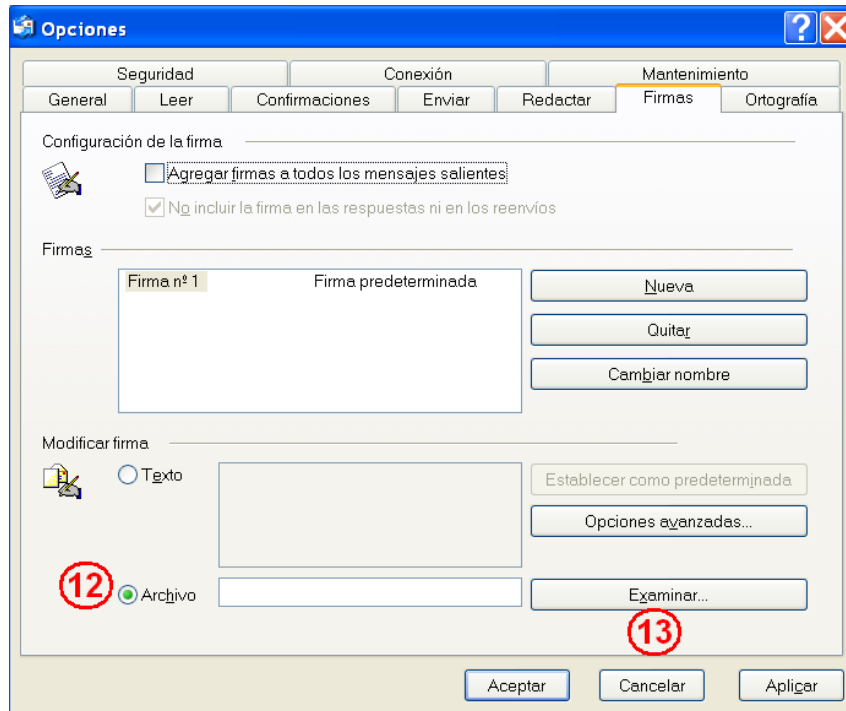 Opciones
Seguridad Conexión Mantenimiento
General Leer Confirmaciones Enviar Redactar Firmas Ortografía
Configuración de la firma
Agregar firmas a todos los mensajes salientes
No incluir la firma en las respuestas ni en los reenvíos
Firmas
Firma nº 1 Firma predeterminada
Nueva
Quitar
Cambiar nombre
Modificar firma
Texto
Establecer como predeterminada
Opciones avanzadas...
12 Archivo Examinar...
13
Aceptar Cancelar Aplicar